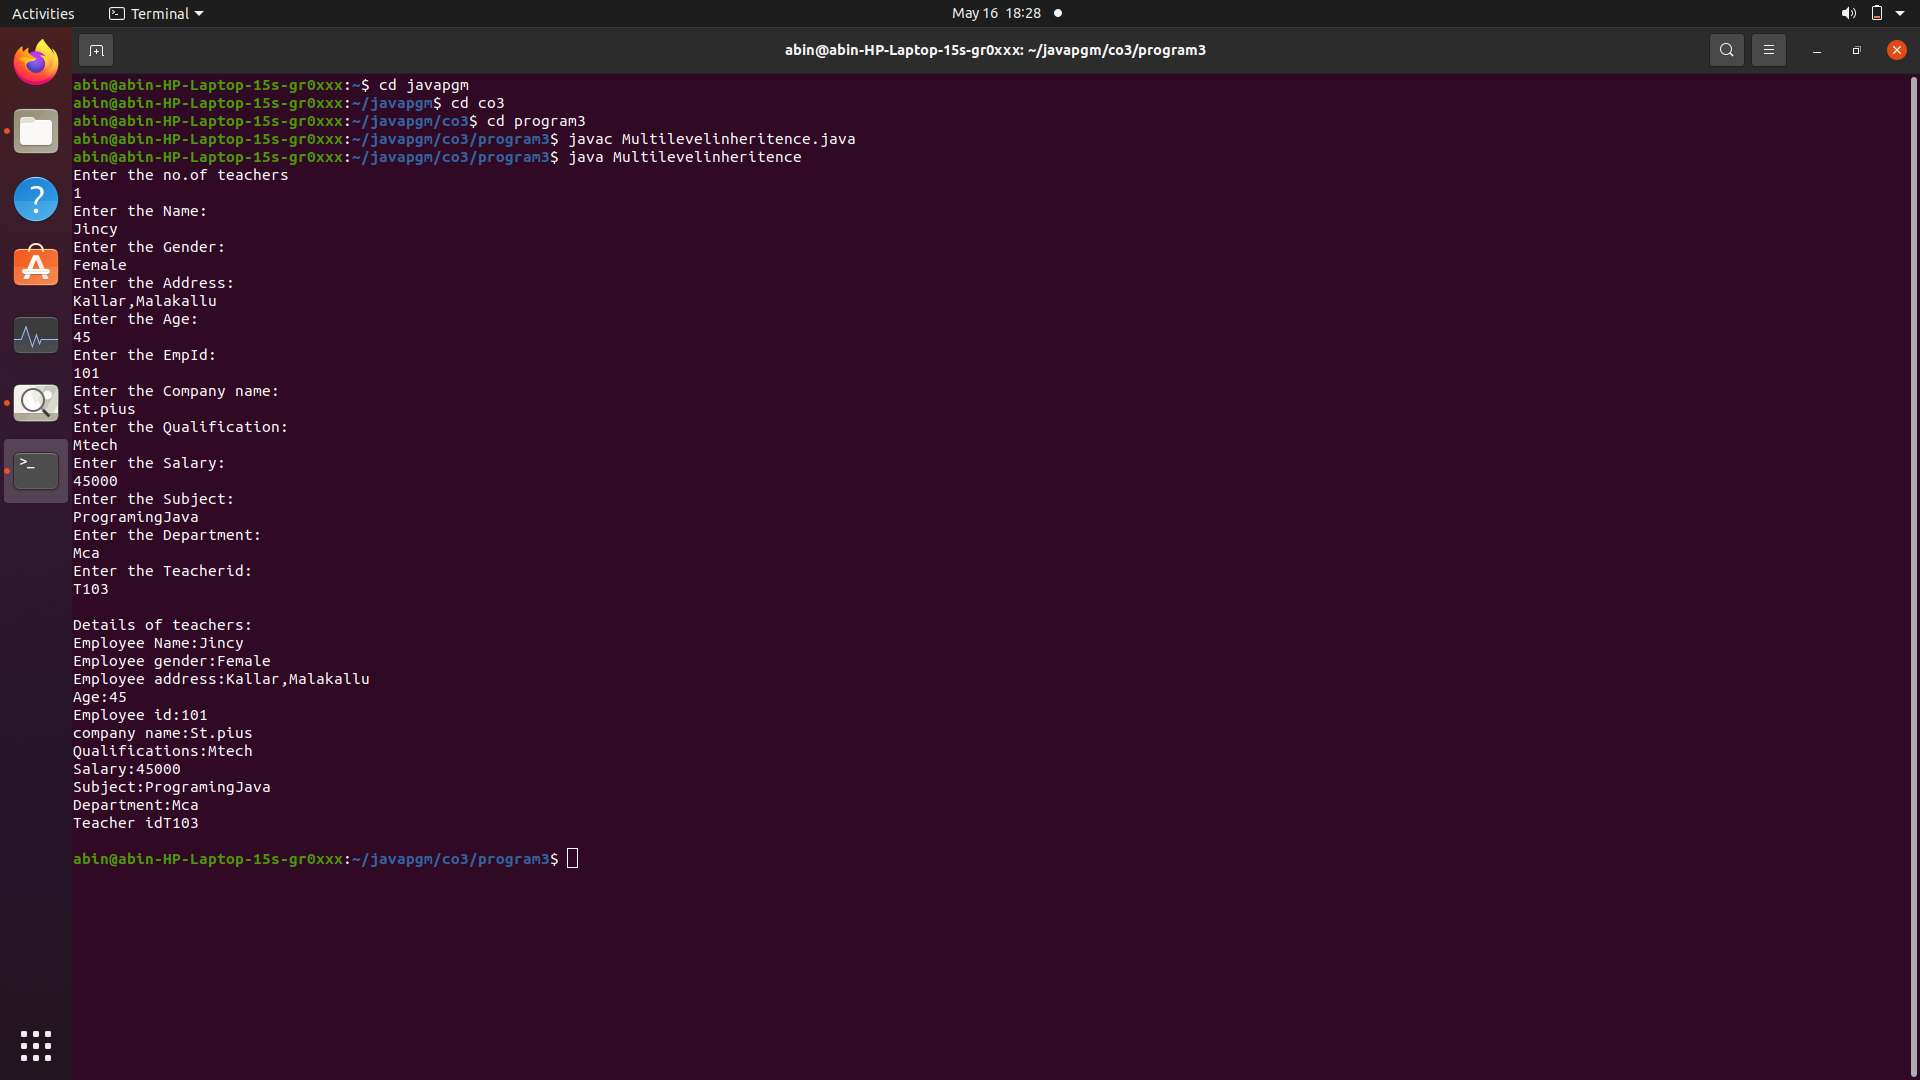 Activities
Terminal
May 16 18:28
abin@abin-HP-Laptop-15s-gr0xxx: ~/javapgm/co3/program3
abin@abin-HP-Laptop-15s-gr0xxx:~$ cd javapgm
abin@abin-HP-Laptop-15s-gr0xxx:~/javapgm$ cd co3
abin@abin-HP-Laptop-15s-gr0xxx:~/javapgm/co3$ cd program3
abin@abin-HP-Laptop-15s-gr0xxx:~/javapgm/co3/program3$ javac Multilevelinheritence.java
abin@abin-HP-Laptop-15s-gr0xxx:~/javapgm/co3/program3$ java Multilevelinheritence
Enter the no.of teachers
1
Enter the Name:
Jincy
Enter the Gender:
Female
Enter the Address:
Kallar,Malakallu
Enter the Age:
45
Enter the EmpId:
101
Enter the Company name:
St.pius
Enter the Qualification:
Mtech
Enter the Salary:
45000
Enter the Subject:
ProgramingJava
Enter the Department:
Mca
Enter the Teacherid:
T103
Details of teachers:
Employee Name:Jincy
Employee gender:Female
Employee address:Kallar,Malakallu
Age:45
Employee id:101
company name:St.pius
Qualifications:Mtech
Salary:45000
Subject:ProgramingJava
Department:Mca
Teacher idT103
abin@abin-HP-Laptop-15s-gr0xxx:~/javapgm/co3/program3$